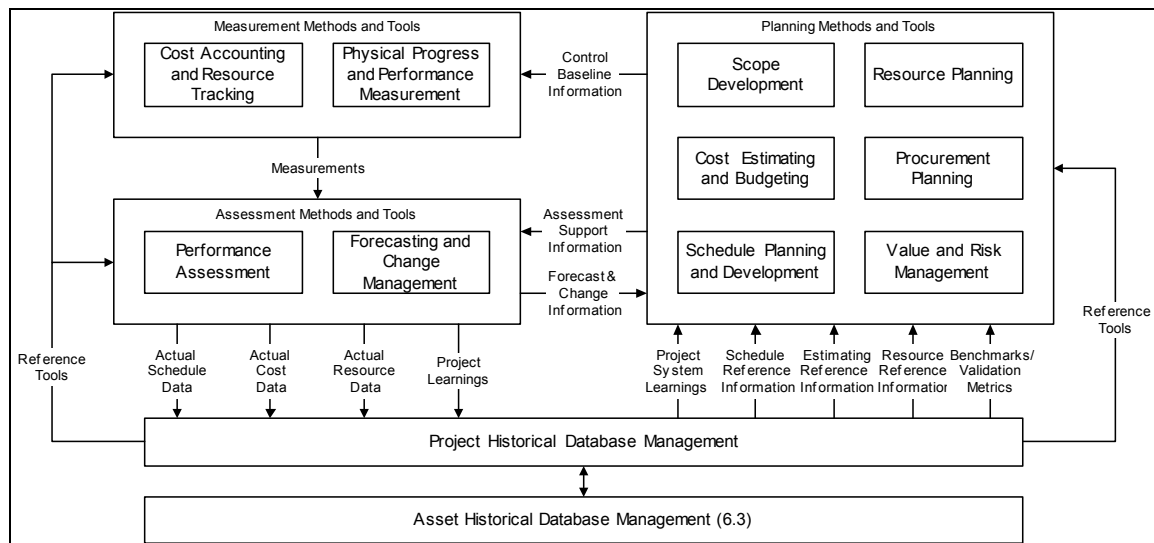 Measurement Methods and Tools
Cost Accounting
and Resource
Tracking
Physical Progress
and Performance
Measurement
Control
Baseline
Information
Planning Methods and Tools
Scope
Development
Resource Planning
Cost Estimating
and Budgeting
Procurement
Planning
Schedule Planning
and Development
Value and Risk
Management
Measurements
Assessment Methods and Tools
Performance
Assessment
Forecasting and
Change
Management
Assessment
Support
Information
Forecast &
Change
Information
Reference
Tools
Actual
Schedule
Data
Actual
Cost
Data
Actual
Resource
Data
Project
Learnings
Project
System
Learnings
Schedule
Reference
Information
Estimating
Reference
Information
Resource
Reference
Information
Benchmarks/
Validation
Metrics
Reference
Tools
Project Historical Database Management
Asset Historical Database Management (6.3)